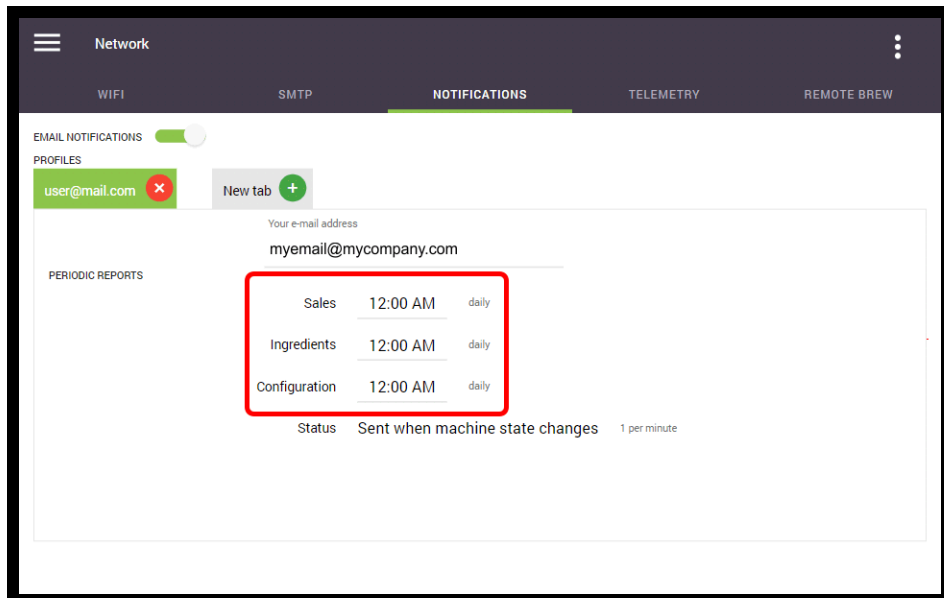 Network
WIFI SMTP NOTIFICATIONS TELEMETRY REMOTE BREW
EMAIL NOTIFICATIONS
PROFILES
user@mail.com New tab
Your e-mail address
myemail@mycompany.com
PERIODIC REPORTS
Sales 12:00 AM daily
Ingredients 12:00 AM daily
Configuration 12:00 AM daily
Status Sent when machine state changes 1 per minute